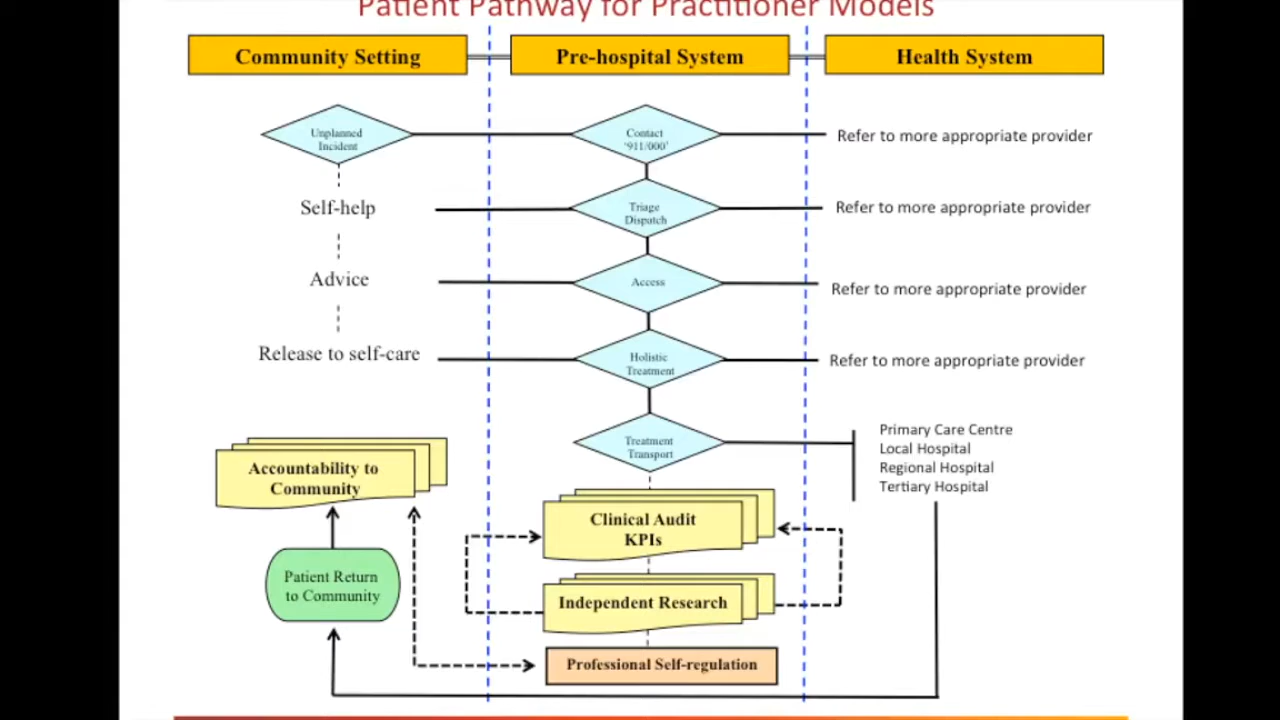 Patient Pathway for Practitioner Models
Community Setting
Pre-hospital System
Health System
Unplanned
Incident
Contact
‘911/000’
Refer to more appropriate provider
Self-help
Triage
Dispatch
Refer to more appropriate provider
Advice
Access
Refer to more appropriate provider
Release to self-care
Holistic
Treatment
Refer to more appropriate provider
Treatment
Transport
Primary Care Centre
Local Hospital
Regional Hospital
Tertiary Hospital
Accountability to
Community
Clinical Audit
KPIs
Patient Return
to Community
Independent Research
Professional Self-regulation